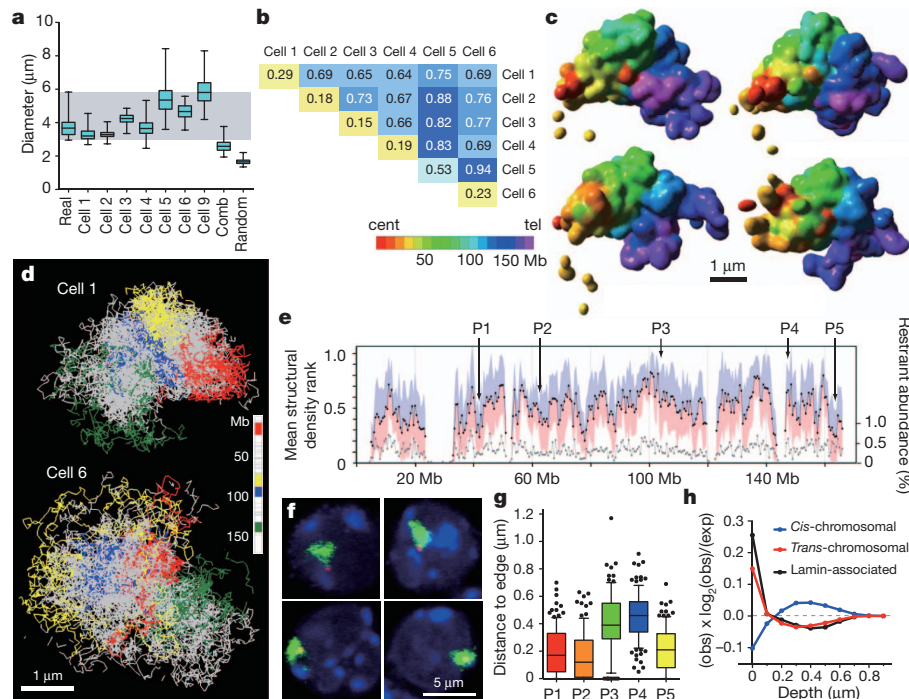 a
10
8
6
4
2
0
Diameter (μm)
Real
Cell 1
Cell 2
Cell 3
Cell 4
Cell 5
Cell 6
Cell 9
Comb
Random
b
Cell 1 Cell 2 Cell 3 Cell 4 Cell 5 Cell 6
0.29 0.69 0.65 0.64 0.75 0.69 Cell 1
0.18 0.73 0.67 0.88 0.76 Cell 2
0.15 0.66 0.82 0.77 Cell 3
0.19 0.83 0.69 Cell 4
0.53 0.94 Cell 5
0.23 Cell 6
cent tel
50 100 150 Mb
c
1 μm
d
Cell 1
Mb
50
100
150
Cell 6
1 μm
e
P1 P2 P3 P4 P5
Mean structural
density rank
1.0
0.5
0
Restraint abundance
(%)
1.0
0.5
0
20 Mb 60 Mb 100 Mb 140 Mb
f
5 μm
g
Distance to edge (μm)
1.2
1.0
0.8
0.6
0.4
0.2
0
P1 P2 P3 P4 P5
h
(obs) x log2(obs)/(exp)
0.3
0.2
0.1
0.0
−0.1
Cis-chromosomal
Trans-chromosomal
Lamin-associated
0.0 0.2 0.4 0.6 0.8
Depth (μm)